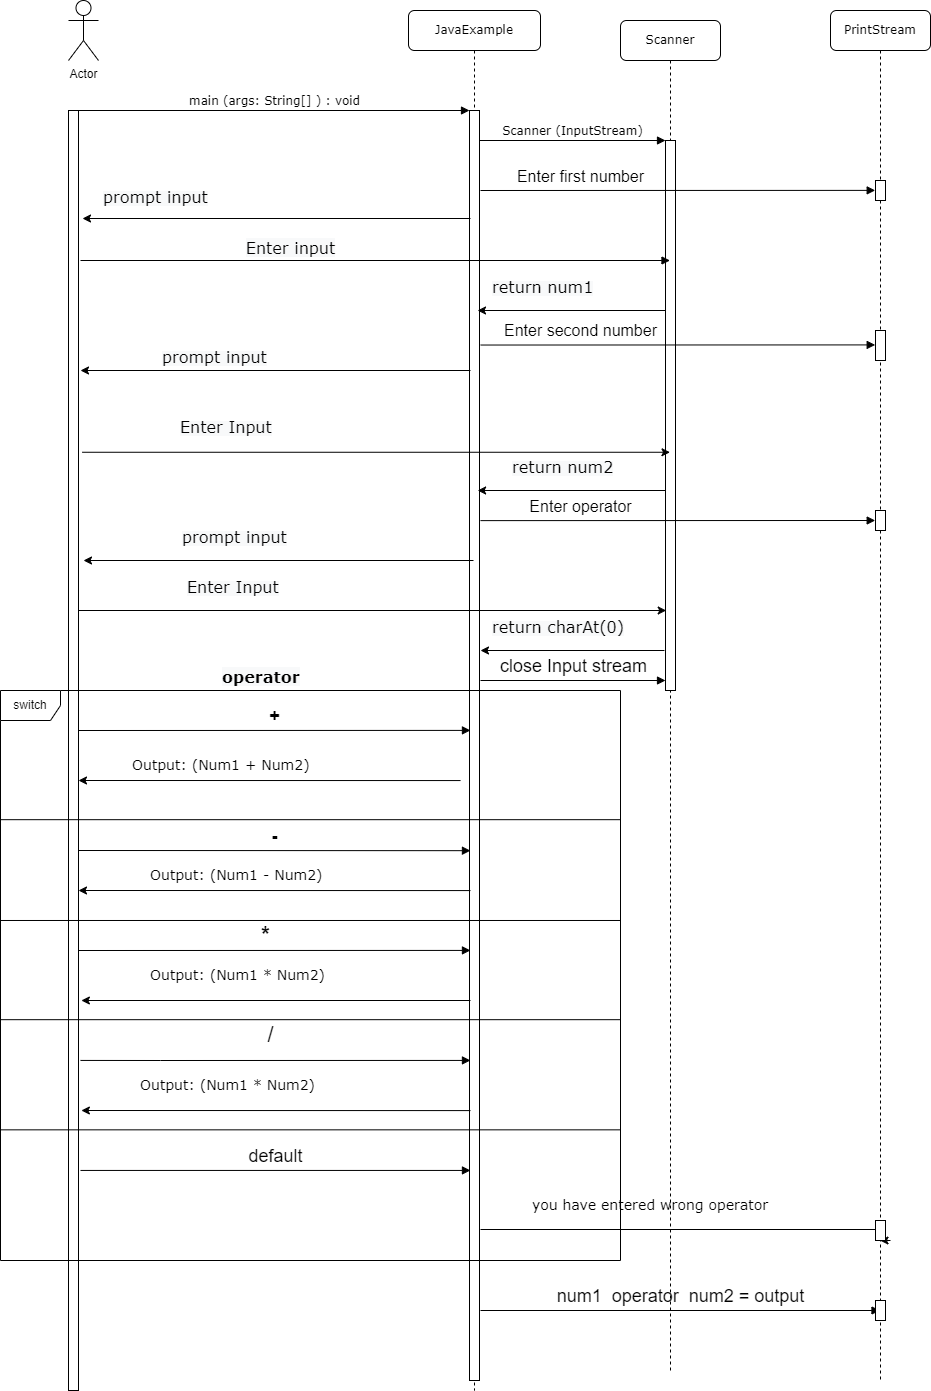 JavaExample
Scanner
PrintStream
Actor
main (args: String[] ) : void
Scanner (InputStream)
Enter first number
prompt input
Enter input
return num1
Enter second number
prompt input
Enter Input
return num2
Enter operator
prompt input
Enter Input
return charAt(0)
close Input stream
operator
switch
+
Output: (Num1 + Num2)
-
Output: (Num1 - Num2)
*
Output: (Num1 * Num2)
/
Output: (Num1 * Num2)
default
you have entered wrong operator
num1 operator num2 = output